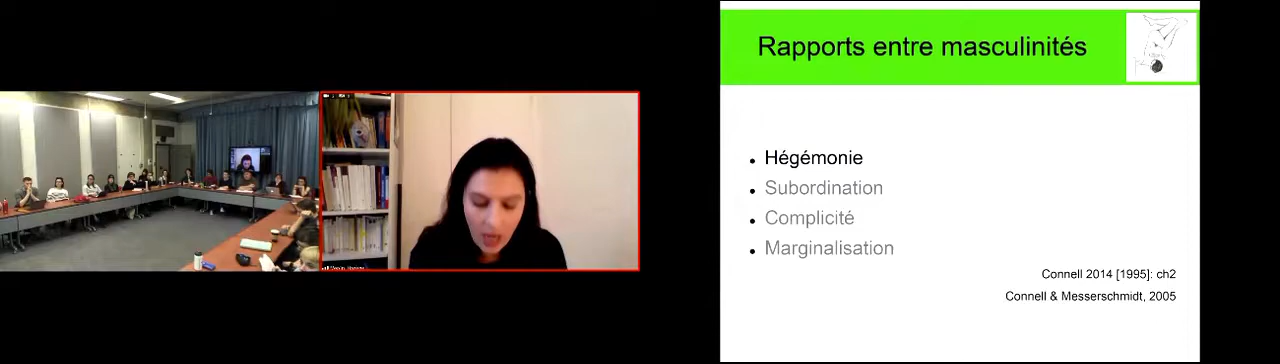 Rapports entre masculinités
Hégémonie
Subordination
Complicité
Marginalisation
Connell 2014 [1995]: ch2
Connell & Messerschmidt, 2005